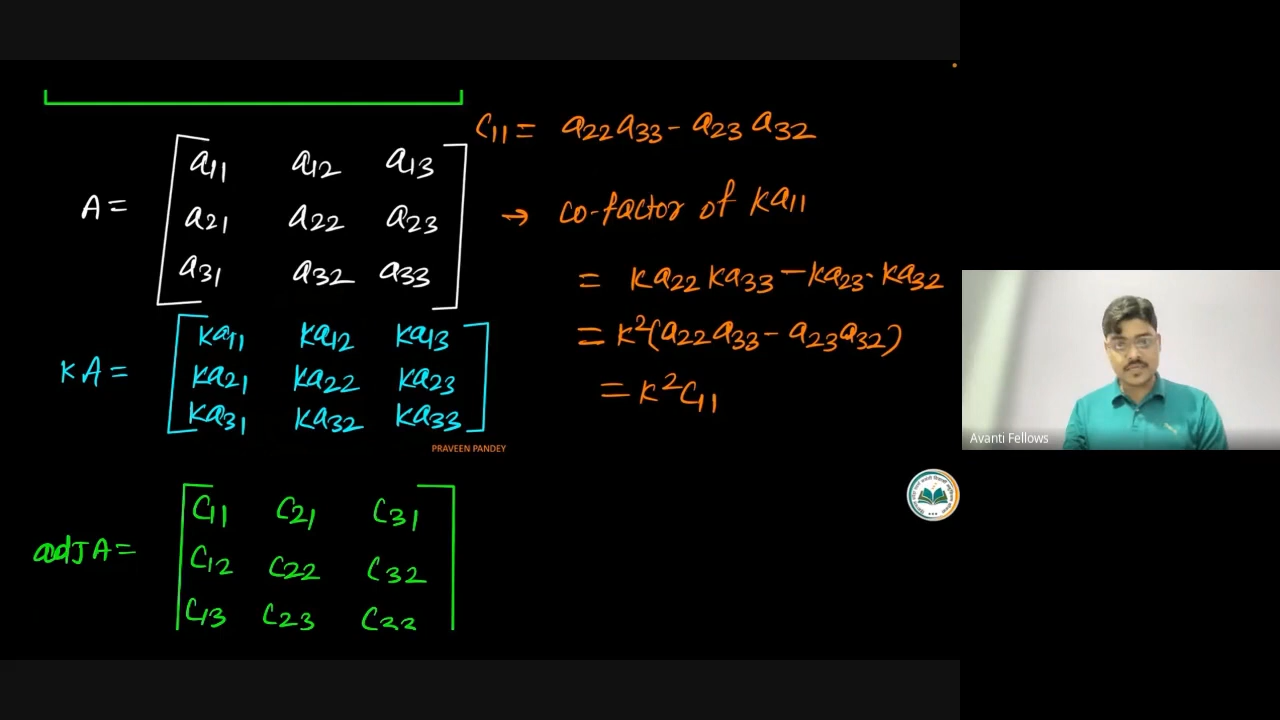 A = [ a11 a12 a13
a21 a22 a23
a31 a32 a33 ]
KA = [ Ka11 Ka12 Ka13
Ka21 Ka22 Ka23
Ka31 Ka32 Ka33 ]
PRAVEEN PANDEY
adjA = [ C11 C21 C31
C12 C22 C32
C13 C23 C33 ]
C11 = a22a33 - a23 a32
→ co-factor of Ka11
= Ka22 Ka33 - Ka23 . Ka32
= K²(a22a33 - a23a32)
= K²C11
Avanti Fellows